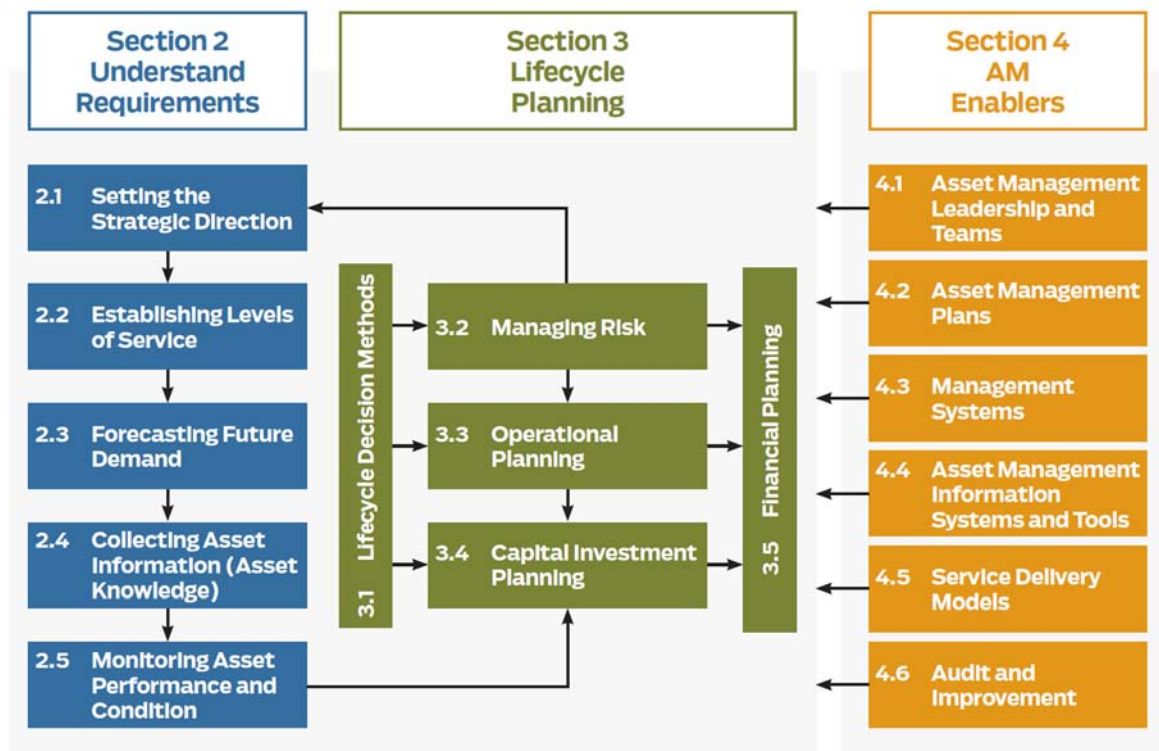 Section 2
Understand
Requirements
2.1 Setting the
Strategic Direction
2.2 Establishing Levels
of Service
2.3 Forecasting Future
Demand
2.4 Collecting Asset
Information (Asset
Knowledge)
2.5 Monitoring Asset
Performance and
Condition
Section 3
Lifecycle
Planning
3.1 Lifecycle Decision Methods
3.2 Managing Risk
3.3 Operational
Planning
3.4 Capital Investment
Planning
3.5 Financial Planning
Section 4
AM
Enablers
4.1 Asset Management
Leadership and
Teams
4.2 Asset Management
Plans
4.3 Management
Systems
4.4 Asset Management
Information
Systems and Tools
4.5 Service Delivery
Models
4.6 Audit and
Improvement